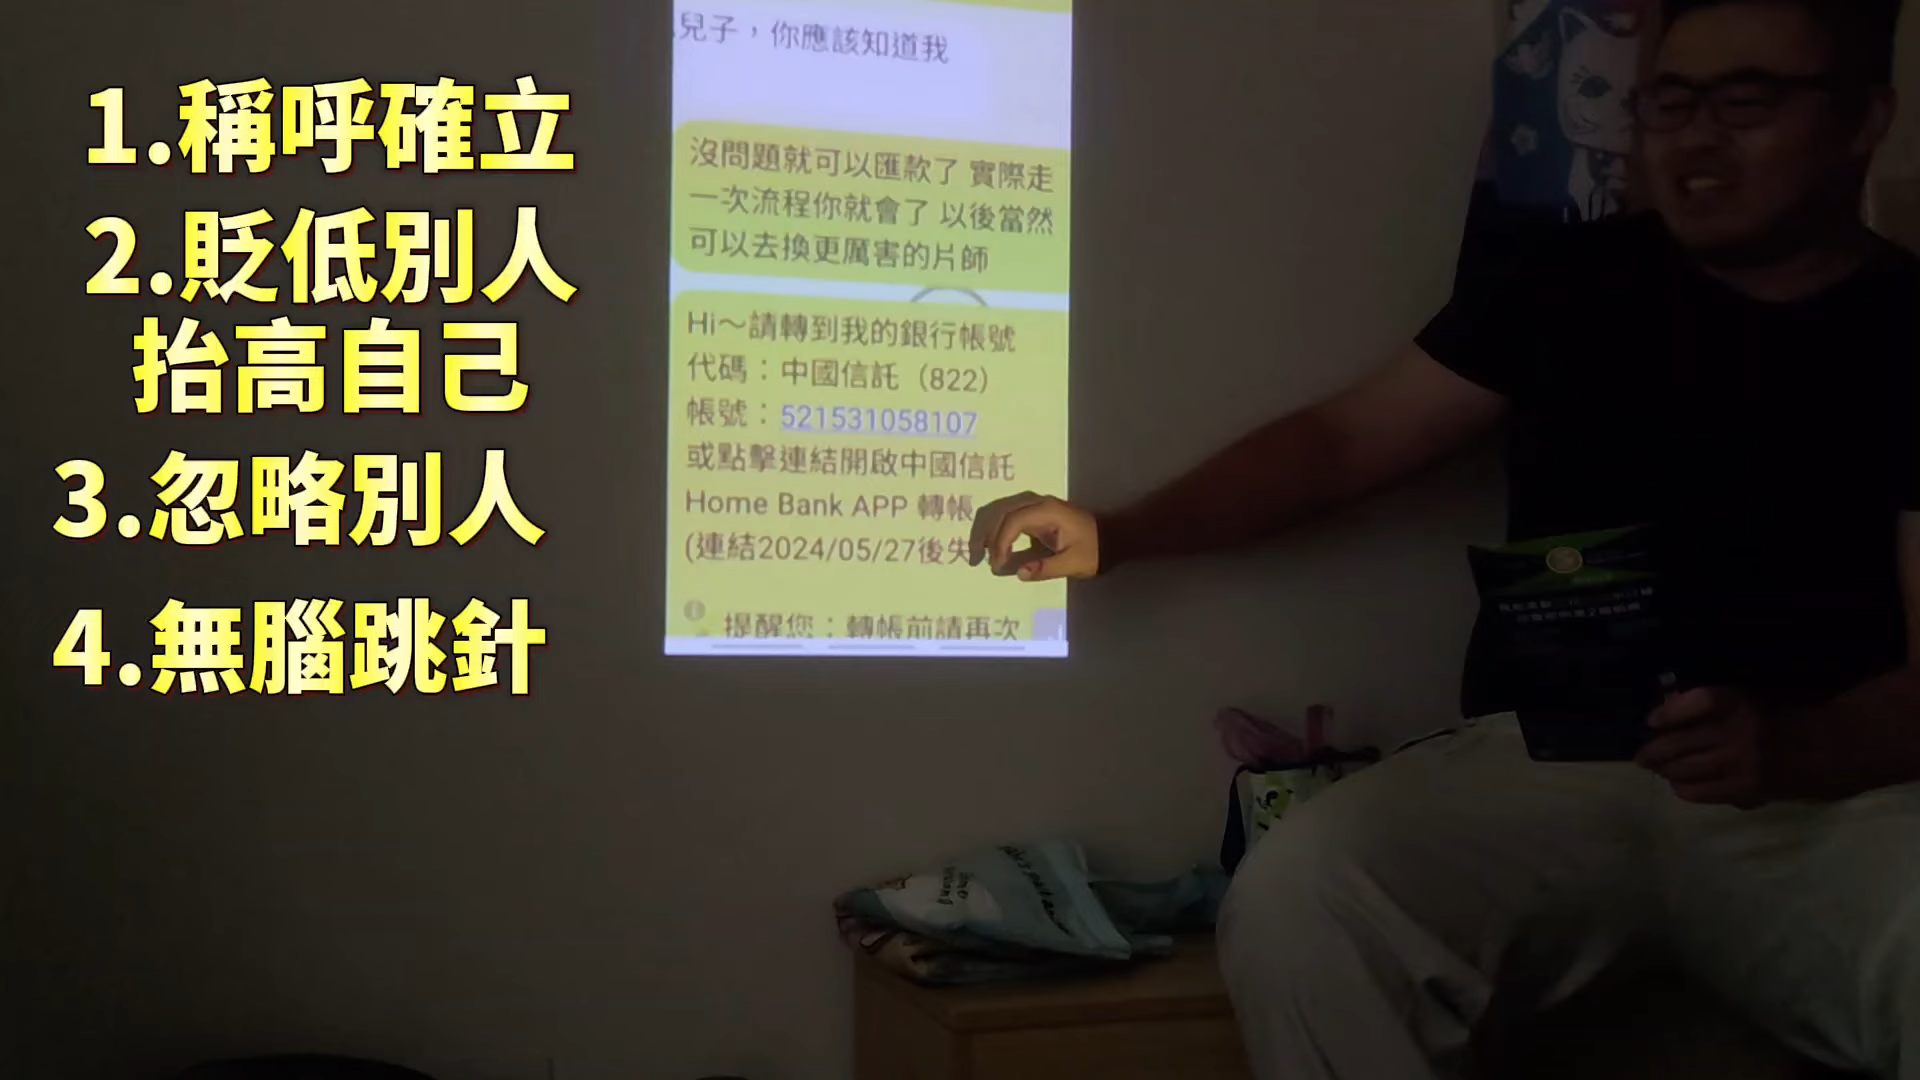 1.稱呼確立
2.貶低別人
抬高自己
3.忽略別人
4.無腦跳針
兒子，你應該知道我
沒問題就可以匯款了 實際走
一次流程你就會了 以後當然
可以去換更厲害的片師
Hi～請轉到我的銀行帳號
代碼：中國信託（822）
帳號：521531058107
或點擊連結開啟中國信託
Home Bank APP 轉帳
(連結2024/05/27後失
提醒您：轉帳前請再次